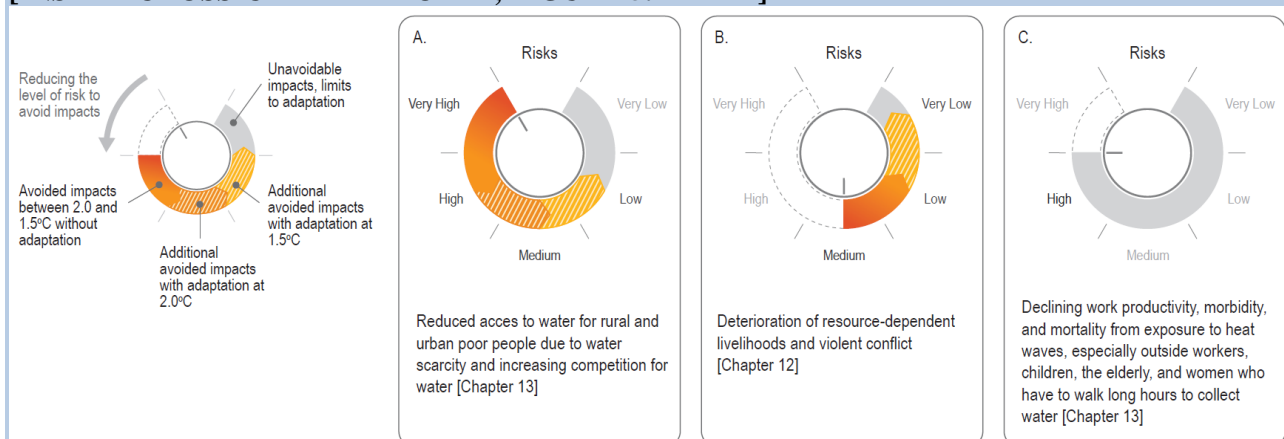 Reducing the
level of risk to
avoid impacts
Unavoidable
impacts, limits
to adaptation
Avoided impacts
between 2.0 and
1.5ºC without
adaptation
Additional
avoided impacts
with adaptation at
2.0ºC
Additional
avoided impacts
with adaptation at
1.5ºC
A.
Risks
Very High
Very Low
High
Low
Medium
Reduced acces to water for rural and
urban poor people due to water
scarcity and increasing competition for
water [Chapter 13]
B.
Risks
Very High
Very Low
High
Low
Medium
Deterioration of resource-dependent
livelihoods and violent conflict
[Chapter 12]
C.
Risks
Very High
Very Low
High
Low
Medium
Declining work productivity, morbidity,
and mortality from exposure to heat
waves, especially outside workers,
children, the elderly, and women who
have to walk long hours to collect
water [Chapter 13]